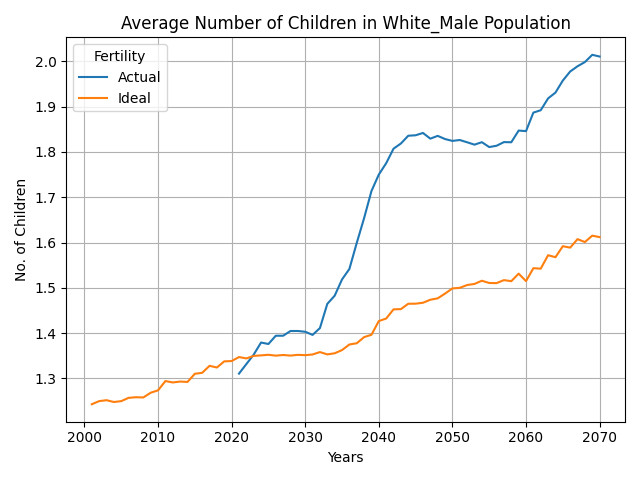 Average Number of Children in White_Male Population
Fertility
Actual
Ideal
No. of Children
2.0
1.9
1.8
1.7
1.6
1.5
1.4
1.3
2000 2010 2020 2030 2040 2050 2060 2070
Years